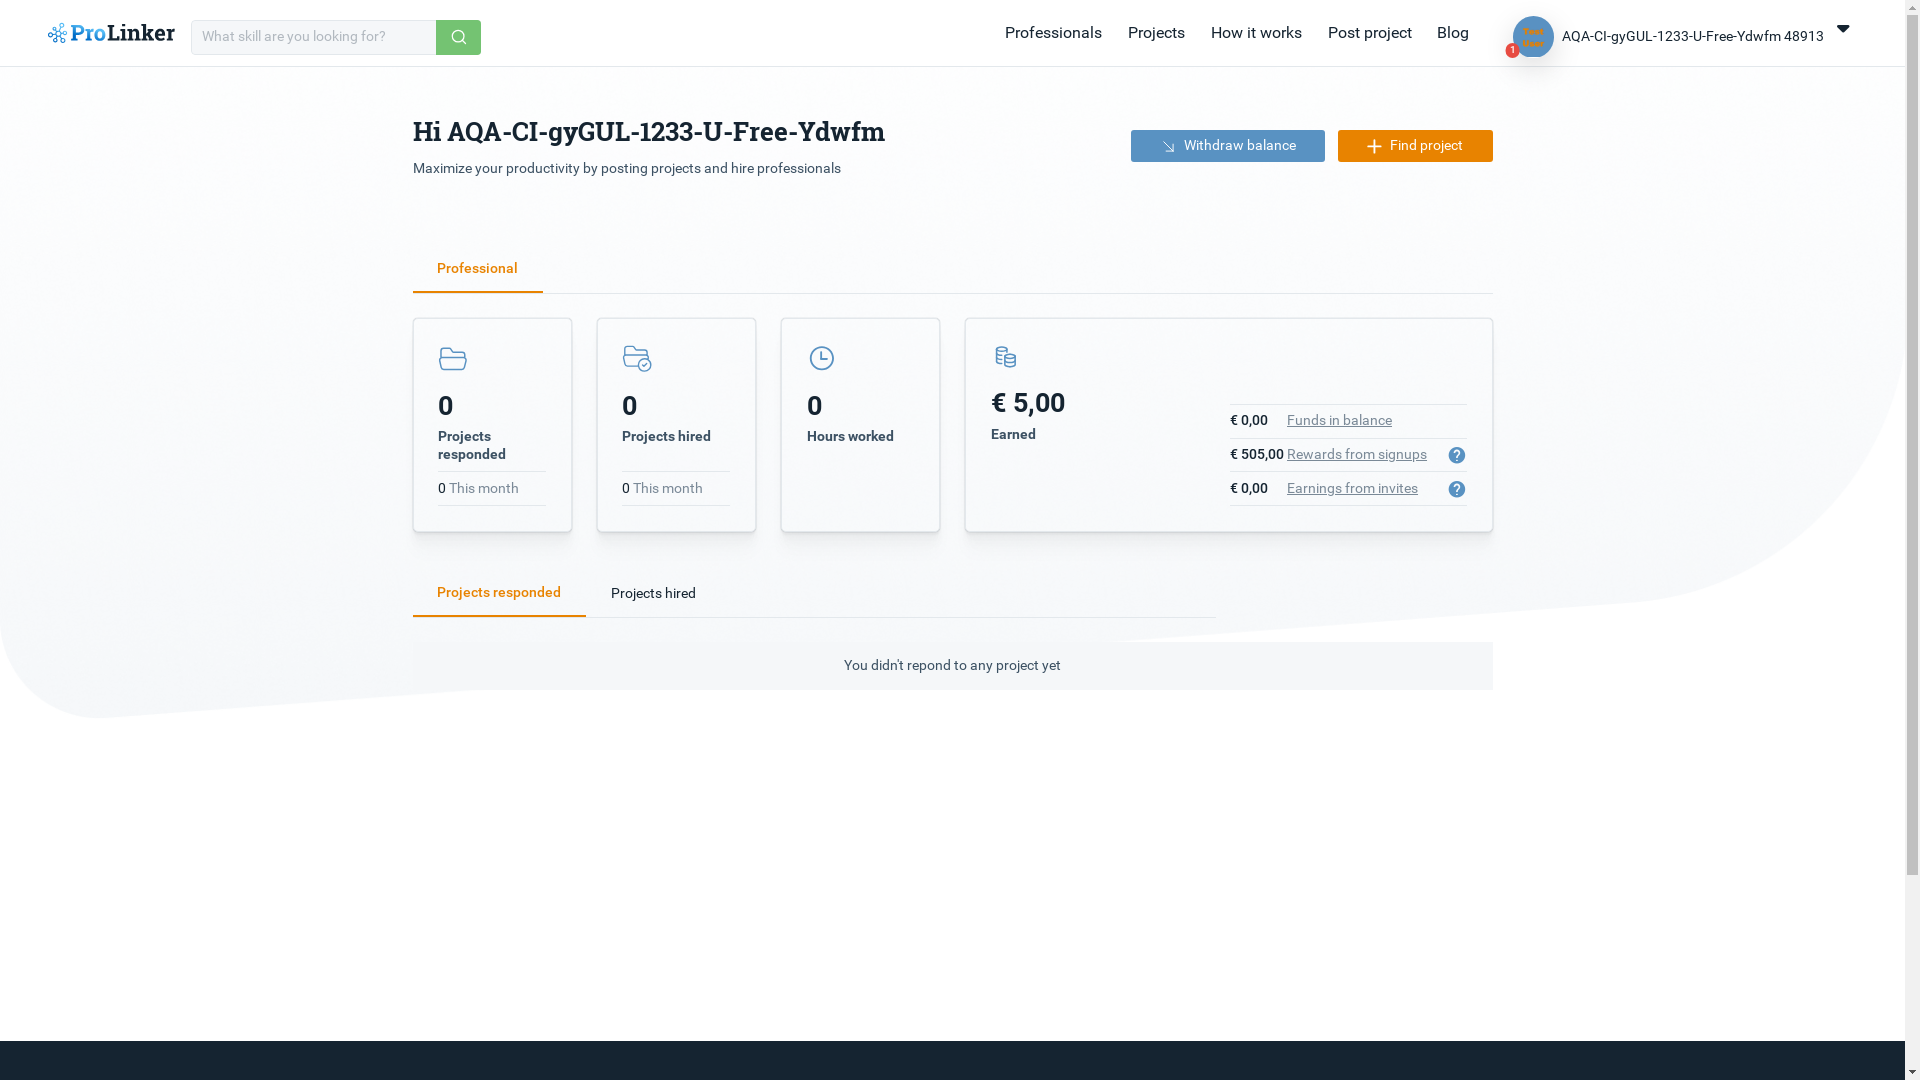 ProLinker
What skill are you looking for?
Professionals
Projects
How it works
Post project
Blog
1
Test
User
AQA-CI-gyGUL-1233-U-Free-Ydwfm 48913
Hi AQA-CI-gyGUL-1233-U-Free-Ydwfm
Maximize your productivity by posting projects and hire professionals
Withdraw balance
Find project
Professional
0
Projects
responded
0 This month
0
Projects hired
0 This month
0
Hours worked
€ 5,00
Earned
€ 0,00 Funds in balance
€ 505,00 Rewards from signups ?
€ 0,00 Earnings from invites ?
Projects responded
Projects hired
You didn't repond to any project yet